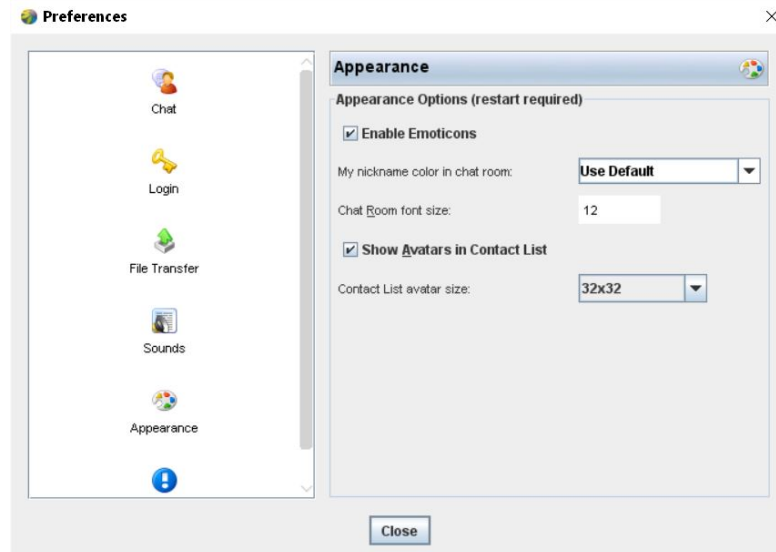 Preferences
Chat
Login
File Transfer
Sounds
Appearance
Appearance
Appearance Options (restart required)
Enable Emoticons
My nickname color in chat room: Use Default
Chat Room font size: 12
Show Avatars in Contact List
Contact List avatar size: 32x32
Close